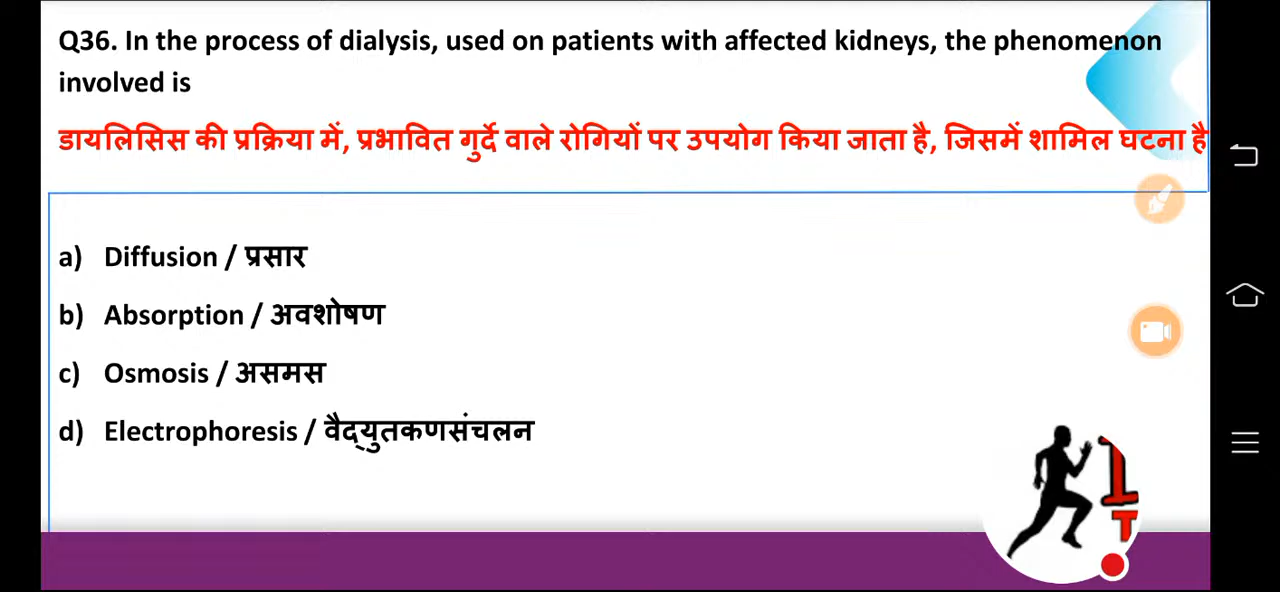 Q36. In the process of dialysis, used on patients with affected kidneys, the phenomenon
involved is
डायलिसिस की प्रक्रिया में, प्रभावित गुर्दे वाले रोगियों पर उपयोग किया जाता है, जिसमें शामिल घटना है
a) Diffusion / प्रसार
b) Absorption / अवशोषण
c) Osmosis / असमस
d) Electrophoresis / वैद्युतकणसंचलन
1
T